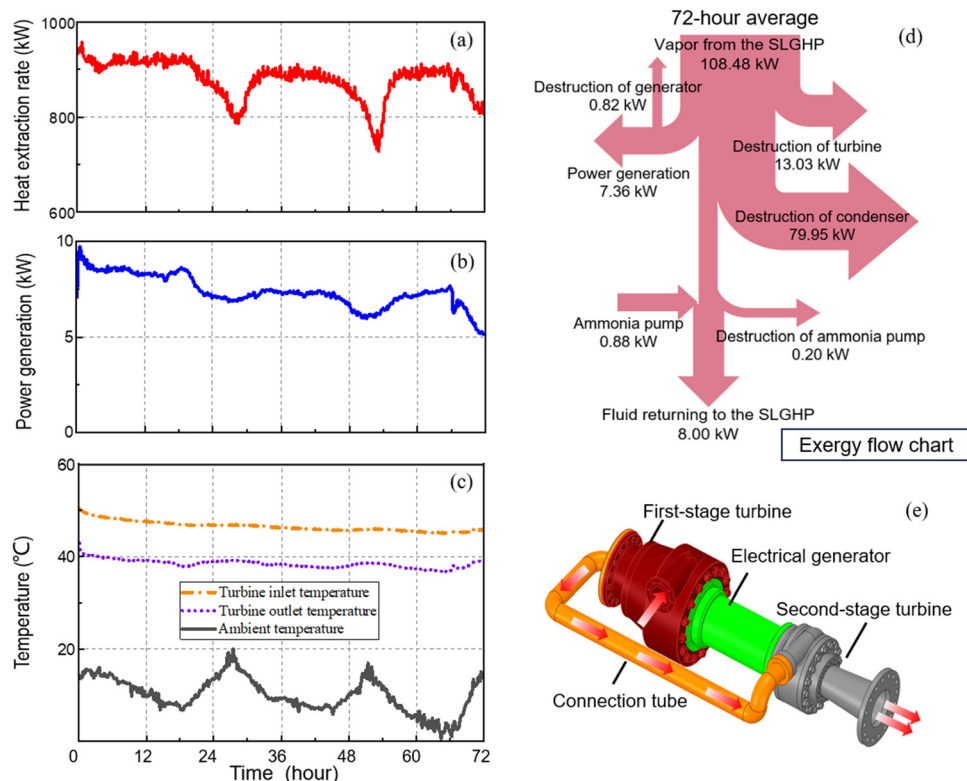 (a)
Heat extraction rate (kW)
1000
800
600
(b)
Power generation (kW)
10
5
0
(c)
Temperature (℃)
60
40
20
Turbine inlet temperature
Turbine outlet temperature
Ambient temperature
0
12
24
36
48
60
72
Time (hour)
72-hour average
(d)
Vapor from the SLGHP
108.48 kW
Destruction of generator
0.82 kW
Power generation
7.36 kW
Destruction of turbine
13.03 kW
Destruction of condenser
79.95 kW
Ammonia pump
0.88 kW
Destruction of ammonia pump
0.20 kW
Fluid returning to the SLGHP
8.00 kW
Exergy flow chart
(e)
First-stage turbine
Electrical generator
Second-stage turbine
Connection tube